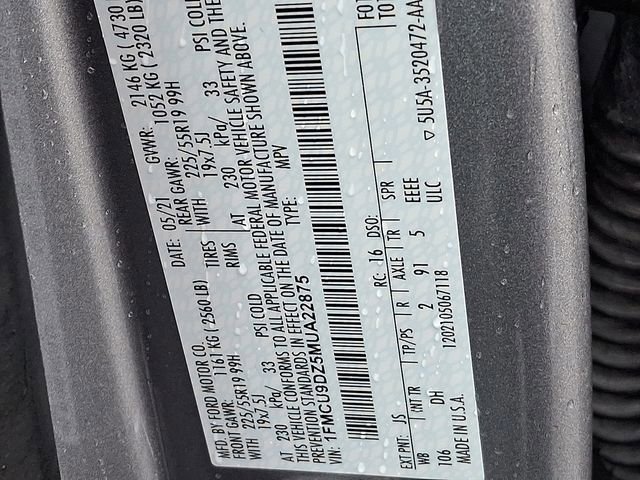 MFD. BY FORD MOTOR CO.
DATE: 05/21 GVWR: 2146 KG ( 4730
FRONT GAWR: 1161 KG ( 2560 LB)
REAR GAWR: 1052 KG ( 2320 LB)
WITH 225/55R19 99H TIRES WITH 225/55R19 99H
19x7.5J RIMS 19x7.5J
AT 230 kPa/ 33 PSI COLD AT 230 kPa/ 33 PSI COLD
THIS VEHICLE CONFORMS TO ALL APPLICABLE FEDERAL MOTOR VEHICLE SAFETY AND THE
PREVENTION STANDARDS IN EFFECT ON THE DATE OF MANUFACTURE SHOWN ABOVE.
VIN: 1FMCU9DZ5MUA22875 TYPE: MPV
EXT PNT: JS RC: 16 DSO: FO
WB INT TR TP/PS R AXLE TR SPR TO
106 DH 2 91 5 EEEE
MADE IN U.S.A. 1202105067118 ULC ▽ 5U5A-3520472-AA